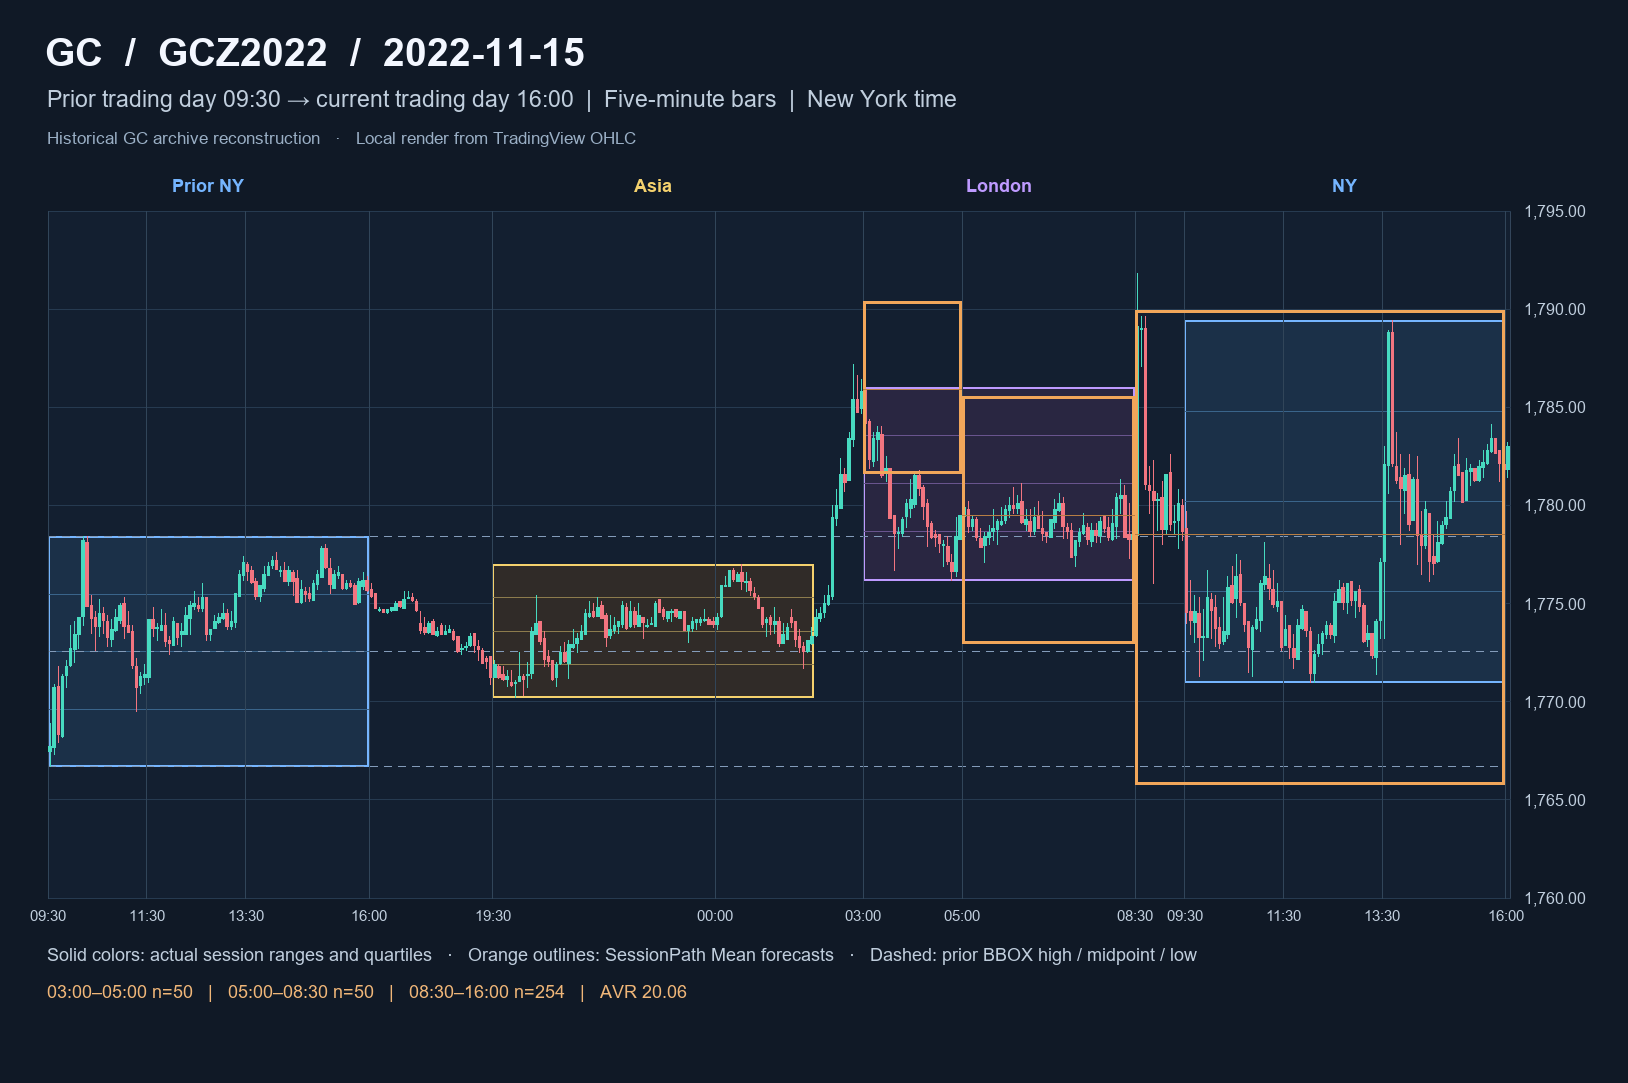 GC / GCZ2022 / 2022-11-15
Prior trading day 09:30 → current trading day 16:00 | Five-minute bars | New York time
Historical GC archive reconstruction · Local render from TradingView OHLC
Prior NY Asia London NY
1,795.00
1,790.00
1,785.00
1,780.00
1,775.00
1,770.00
1,765.00
1,760.00
09:30 11:30 13:30 16:00 19:30 00:00 03:00 05:00 08:30 09:30 11:30 13:30 16:00
Solid colors: actual session ranges and quartiles · Orange outlines: SessionPath Mean forecasts · Dashed: prior BBOX high / midpoint / low
03:00–05:00 n=50 | 05:00–08:30 n=50 | 08:30–16:00 n=254 | AVR 20.06